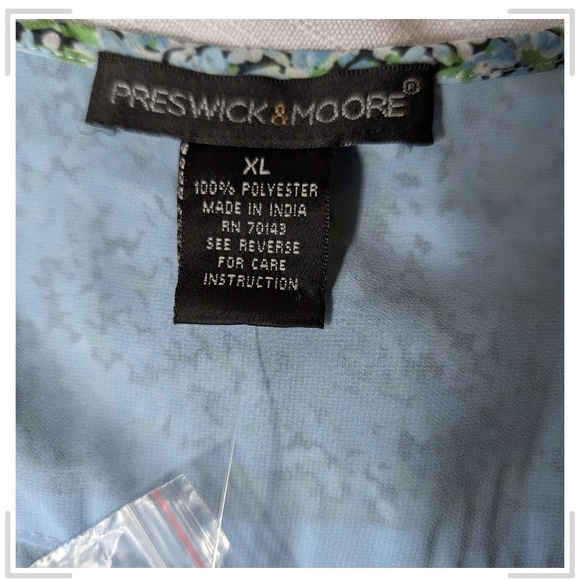 PRESWICK&MOORE®
XL
100% POLYESTER
MADE IN INDIA
RN 70143
SEE REVERSE
FOR CARE
INSTRUCTION